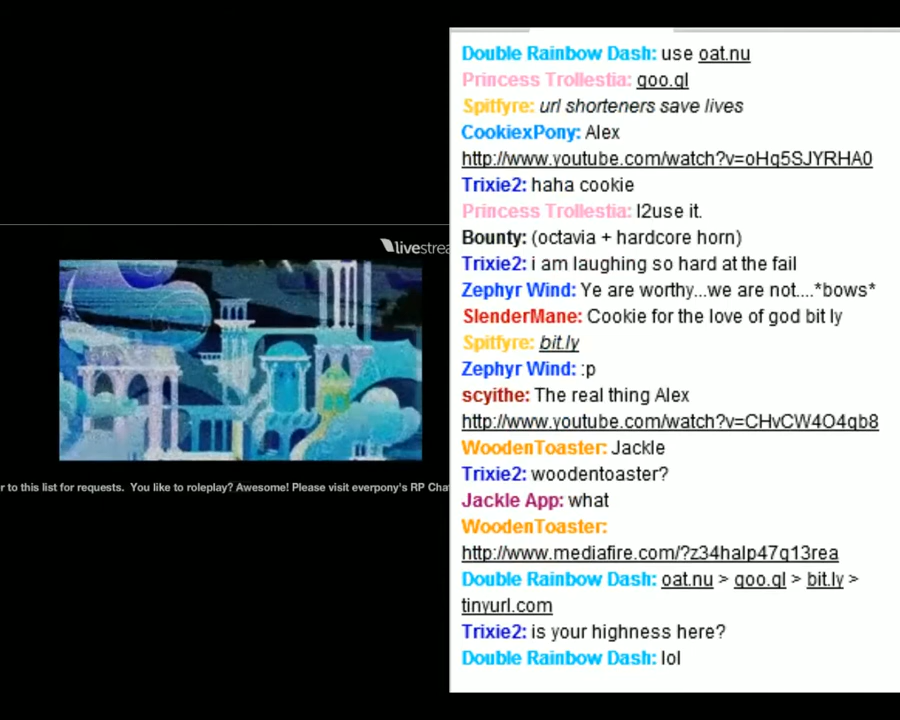 Double Rainbow Dash: use oat.nu
Princess Trollestia: goo.gl
Spitfyre: url shorteners save lives
CookiexPony: Alex
http://www.youtube.com/watch?v=oHq5SJYRHA0
Trixie2: haha cookie
Princess Trollestia: I2use it.
Bounty: (octavia + hardcore horn)
Trixie2: i am laughing so hard at the fail
Zephyr Wind: Ye are worthy...we are not....*bows*
SlenderMane: Cookie for the love of god bit ly
Spitfyre: bit.ly
Zephyr Wind: :p
scyithe: The real thing Alex
http://www.youtube.com/watch?v=CHvCW4O4qb8
WoodenToaster: Jackle
Trixie2: woodentoaster?
Jackle App: what
WoodenToaster:
http://www.mediafire.com/?z34halp47q13rea
Double Rainbow Dash: oat.nu > goo.gl > bit.ly >
tinyurl.com
Trixie2: is your highness here?
Double Rainbow Dash: lol
livestrea
r to this list for requests. You like to roleplay? Awesome! Please visit everpony's RP Cha